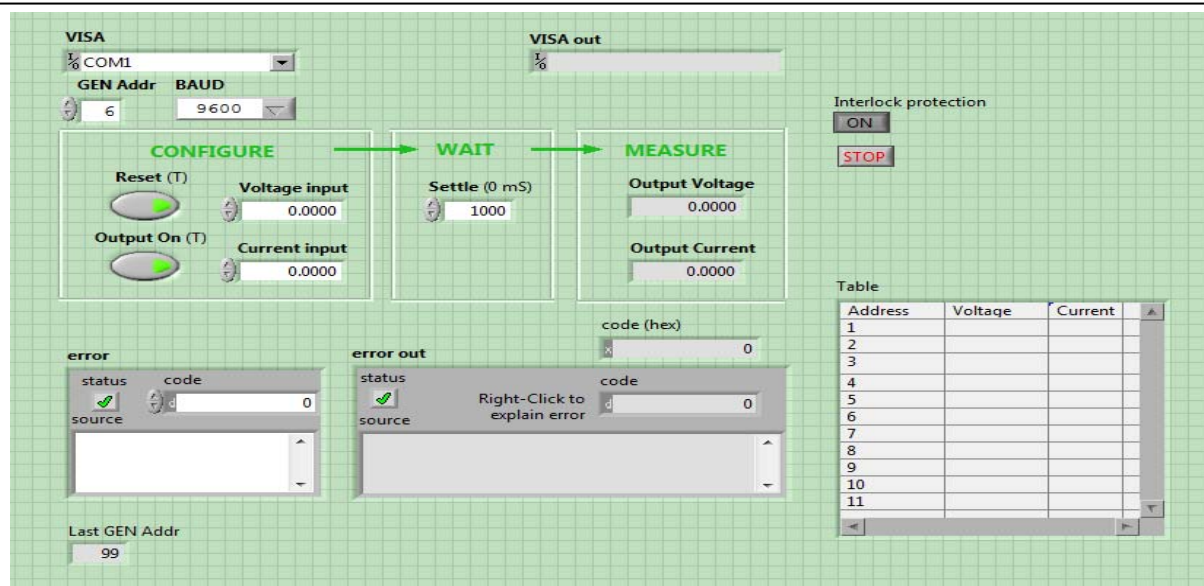 VISA
I/O COM1
VISA out
I/O
GEN Addr BAUD
6 9600
Interlock protection
ON
STOP
CONFIGURE WAIT MEASURE
Reset (T)
Voltage input
0.0000
Output On (T)
Current input
0.0000
Settle (0 mS)
1000
Output Voltage
0.0000
Output Current
0.0000
Table
Address Voltage Current
1
2
3
4
5
6
7
8
9
10
11
code (hex)
x 0
error
status code
d 0
source
error out
status code
Right-Click to
explain error
d 0
source
Last GEN Addr
99